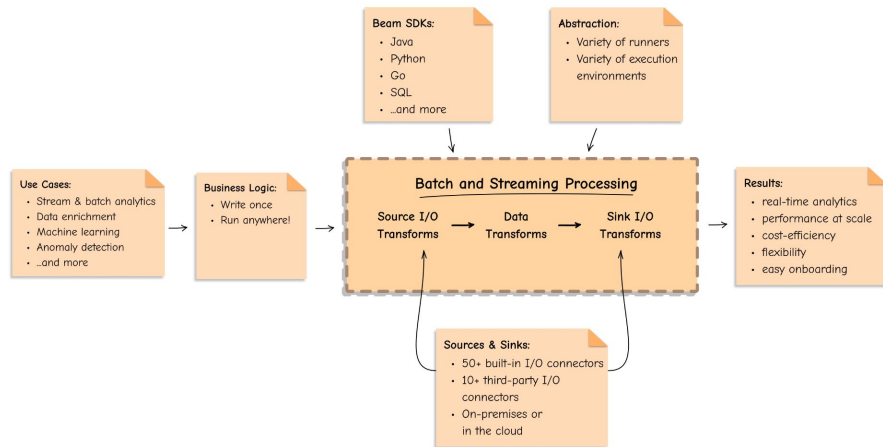 Beam SDKs:
• Java
• Python
• Go
• SQL
• ...and more
Abstraction:
• Variety of runners
• Variety of execution
environments
Use Cases:
• Stream & batch analytics
• Data enrichment
• Machine learning
• Anomaly detection
• ...and more
Business Logic:
• Write once
• Run anywhere!
Batch and Streaming Processing
Source I/O
Transforms
Data
Transforms
Sink I/O
Transforms
Results:
• real-time analytics
• performance at scale
• cost-efficiency
• flexibility
• easy onboarding
Sources & Sinks:
• 50+ built-in I/O connectors
• 10+ third-party I/O
connectors
• On-premises or
in the cloud